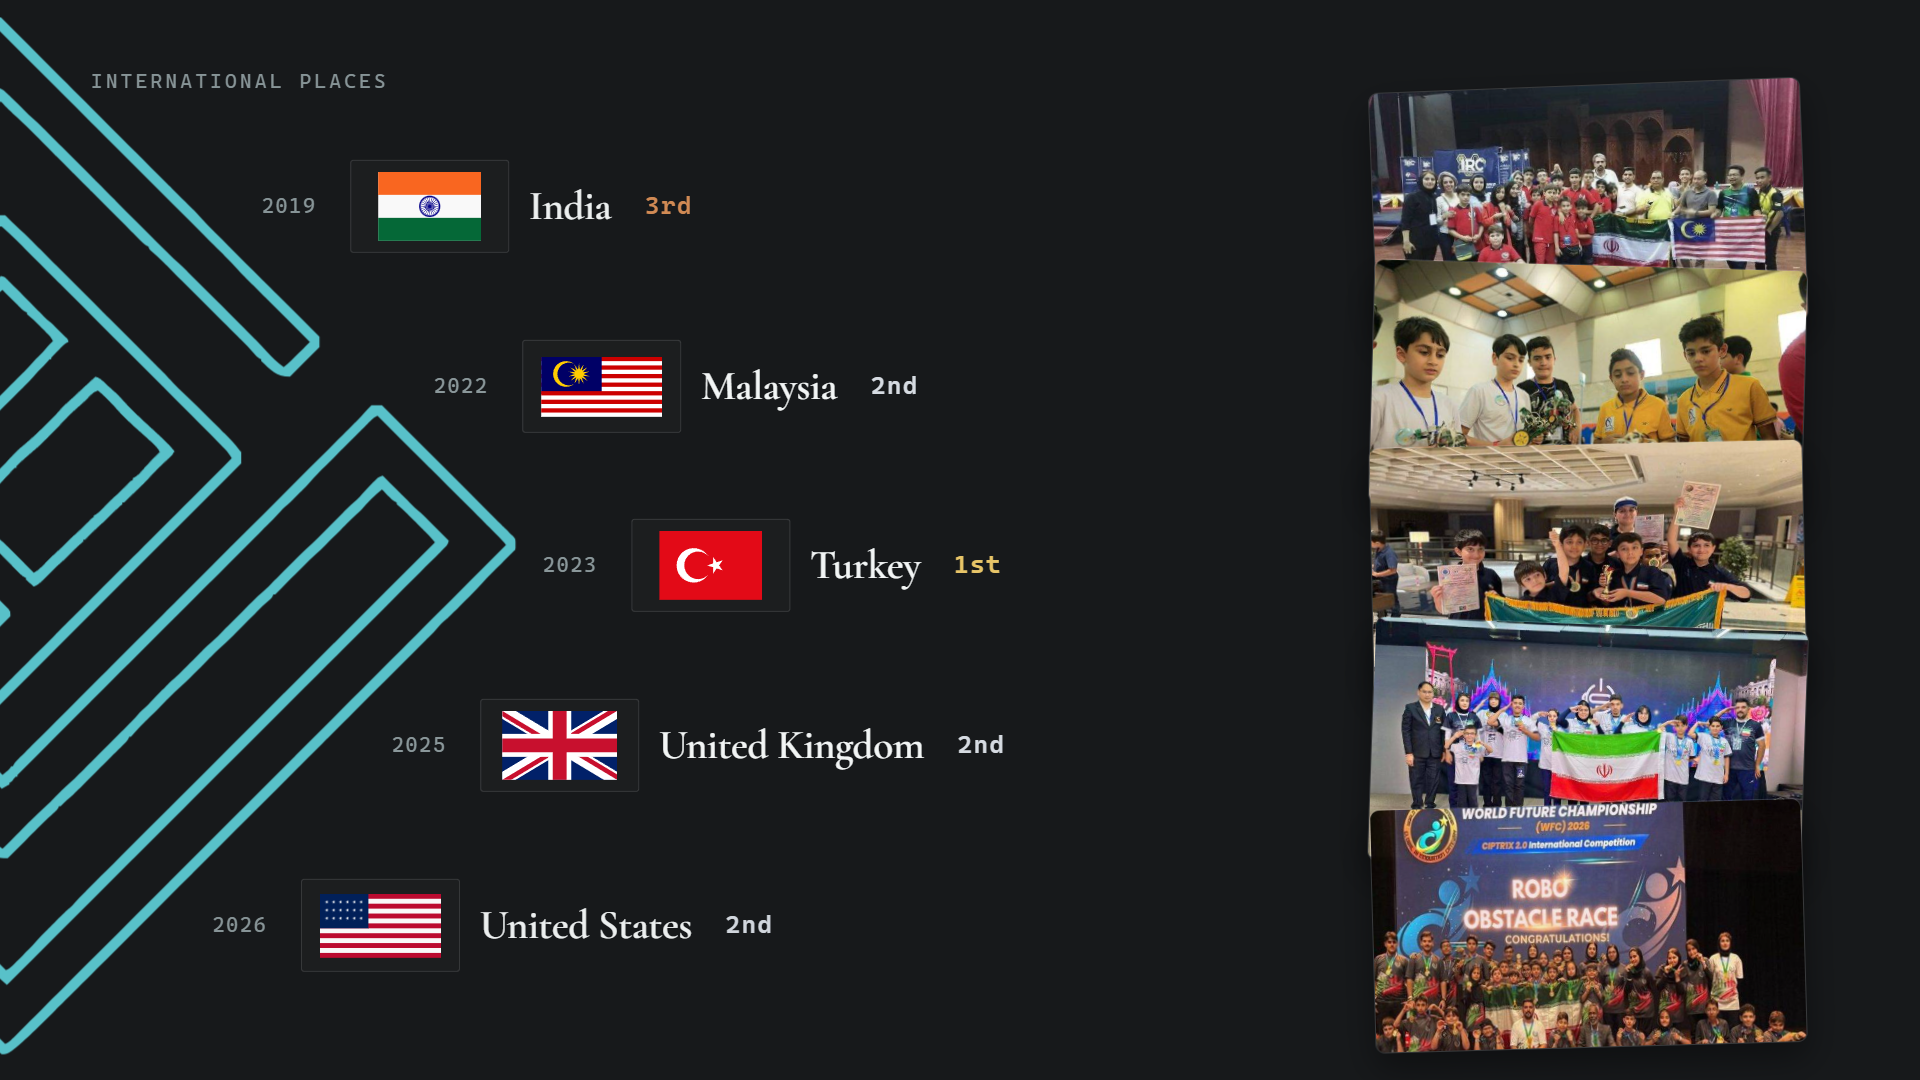 INTERNATIONAL PLACES
2019 India 3rd
2022 Malaysia 2nd
2023 Turkey 1st
2025 United Kingdom 2nd
2026 United States 2nd
IRC
WORLD FUTURE CHAMPIONSHIP
(WFC) 2026
CIPTRIX 2.0 International Competition
ROBO
OBSTACLE RACE
CONGRATULATIONS!